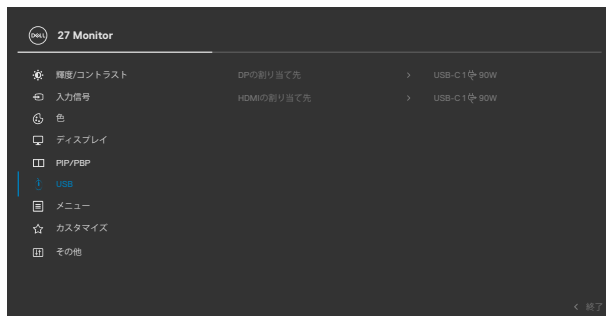 DELL 27 Monitor
輝度/コントラスト DPの割り当て先 > USB-C 1 90W
入力信号 HDMIの割り当て先 > USB-C 1 90W
色
ディスプレイ
PIP/PBP
USB
メニュー
カスタマイズ
その他
< 終了